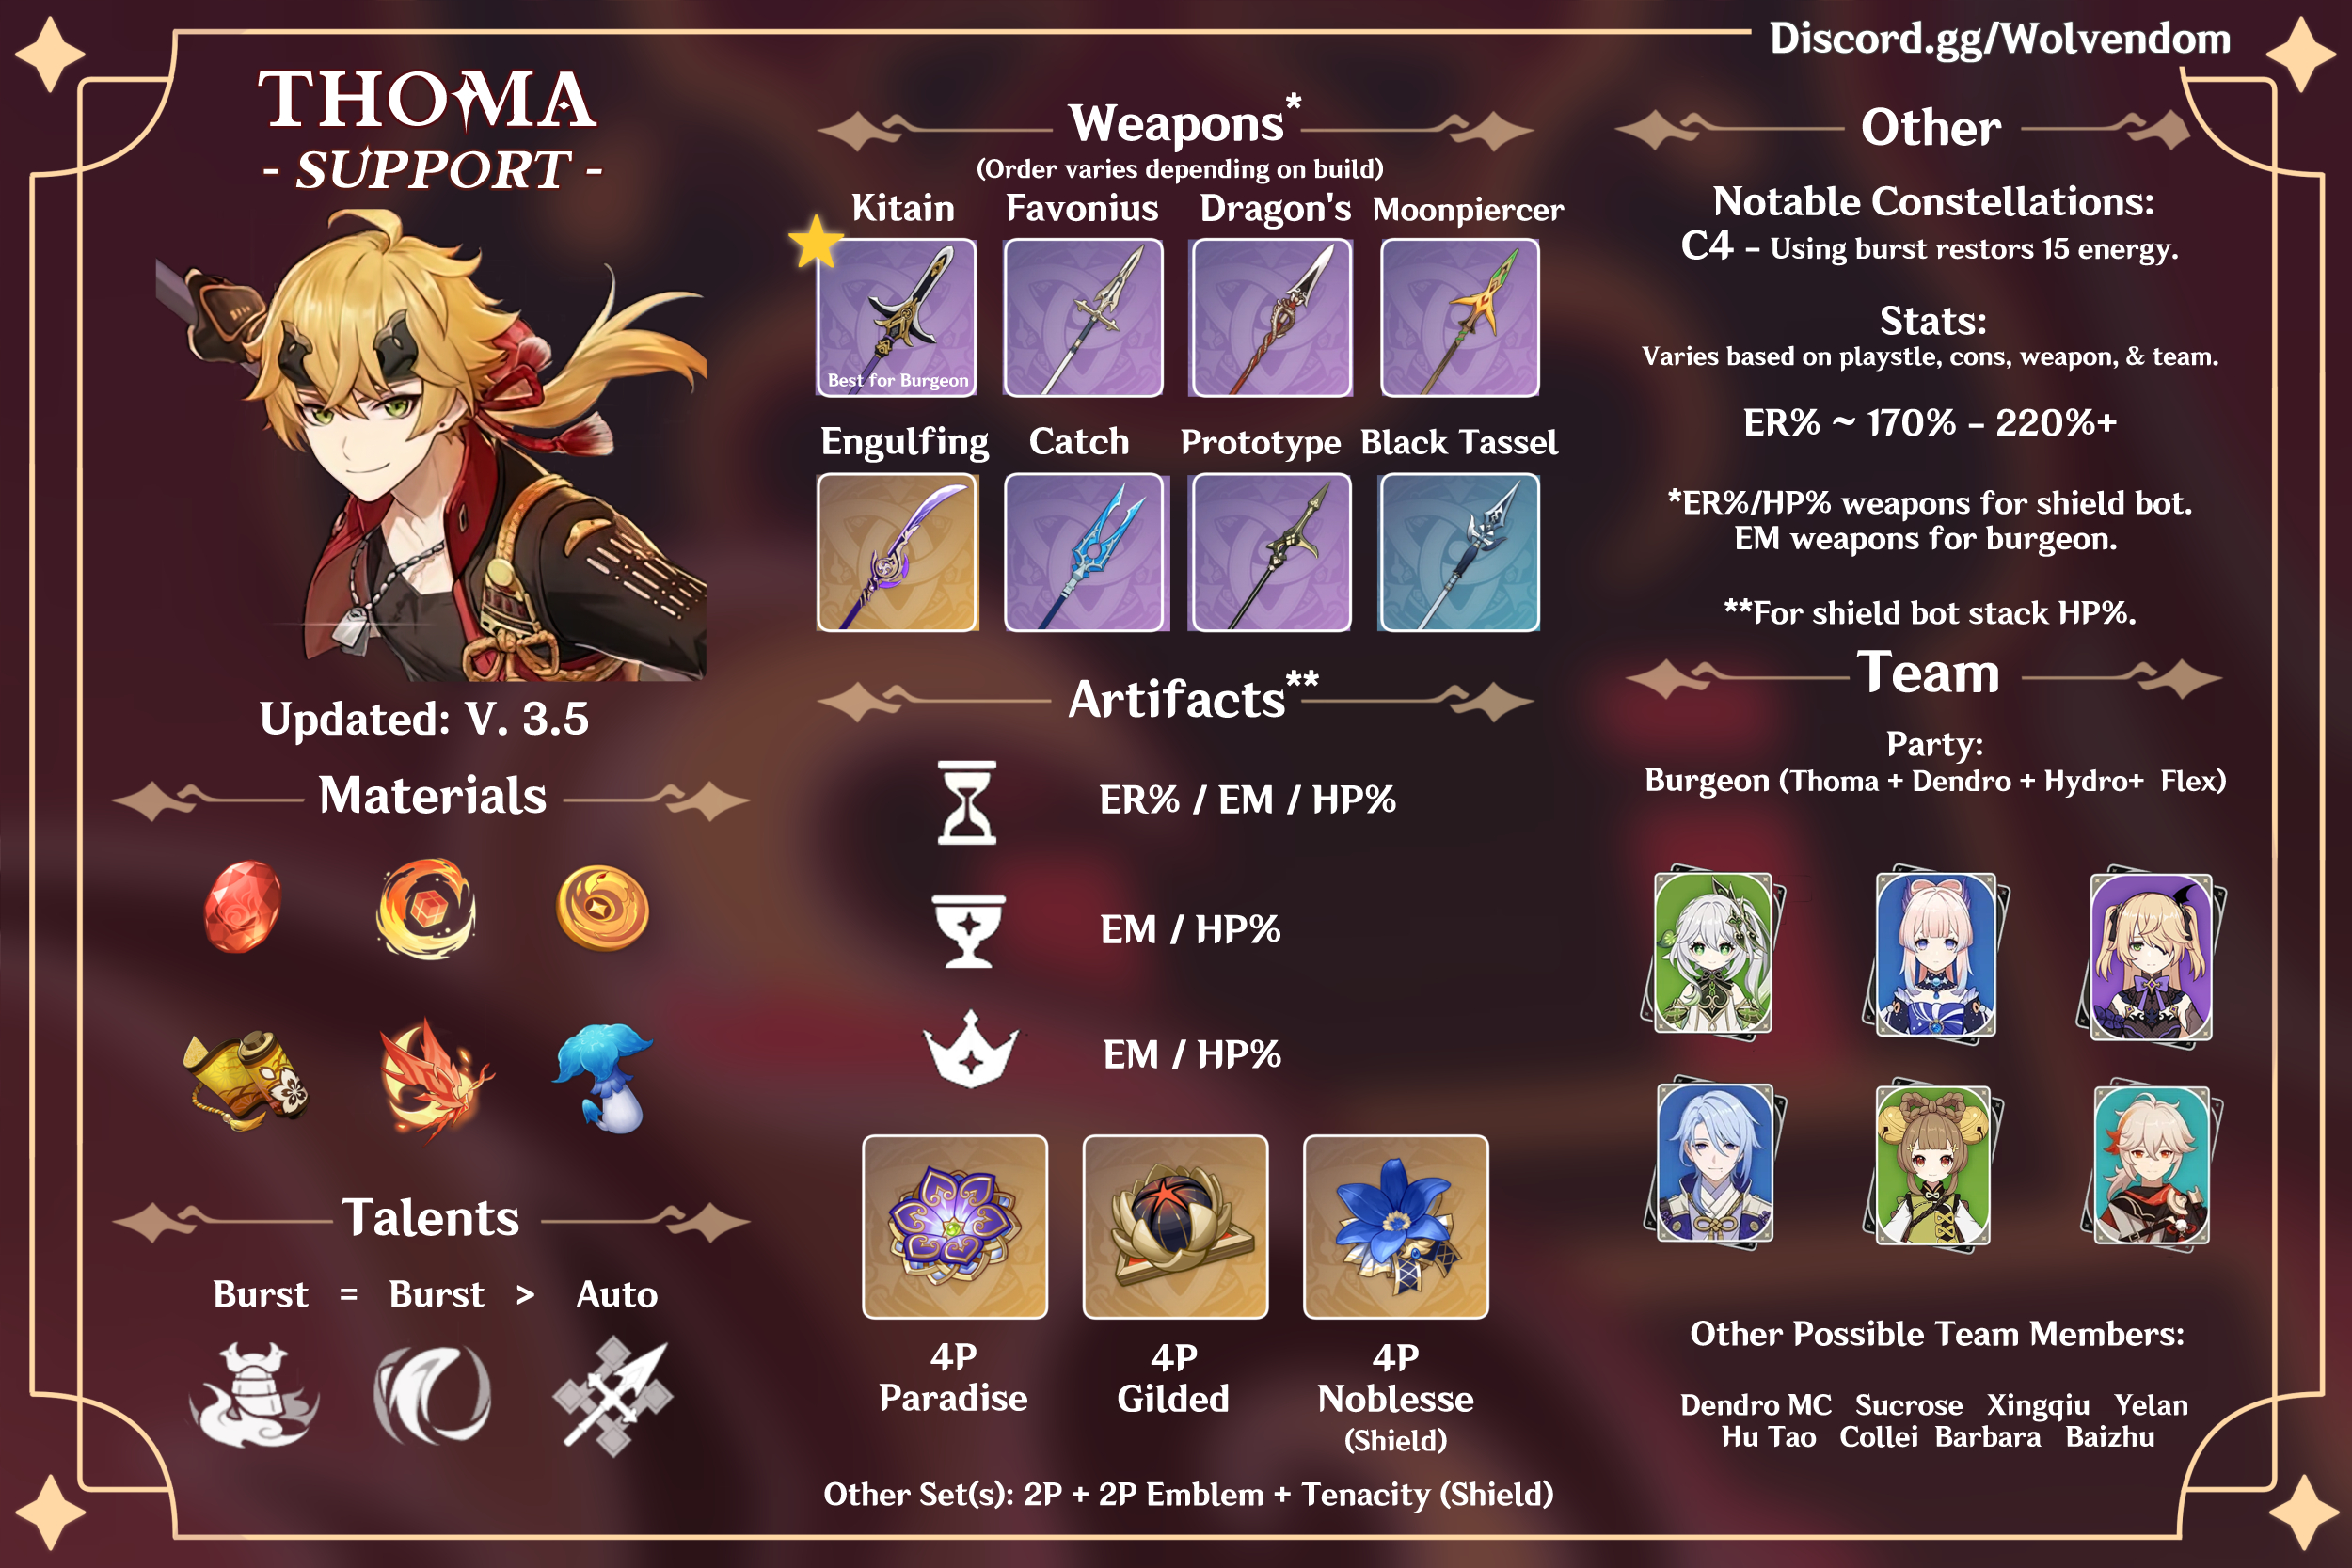 Discord.gg/Wolvendom
THOMA
- SUPPORT -
Updated: V. 3.5
Materials
Talents
Burst = Burst > Auto
Weapons*
(Order varies depending on build)
Kitain Favonius Dragon's Moonpiercer
Best for Burgeon
Engulfing Catch Prototype Black Tassel
Artifacts**
ER% / EM / HP%
EM / HP%
EM / HP%
4P 4P 4P
Paradise Gilded Noblesse
(Shield)
Other Set(s): 2P + 2P Emblem + Tenacity (Shield)
Other
Notable Constellations:
C4 - Using burst restors 15 energy.
Stats:
Varies based on playstle, cons, weapon, & team.
ER% ~ 170% - 220%+
*ER%/HP% weapons for shield bot.
EM weapons for burgeon.
**For shield bot stack HP%.
Team
Party:
Burgeon (Thoma + Dendro + Hydro+ Flex)
Other Possible Team Members:
Dendro MC Sucrose Xingqiu Yelan
Hu Tao Collei Barbara Baizhu